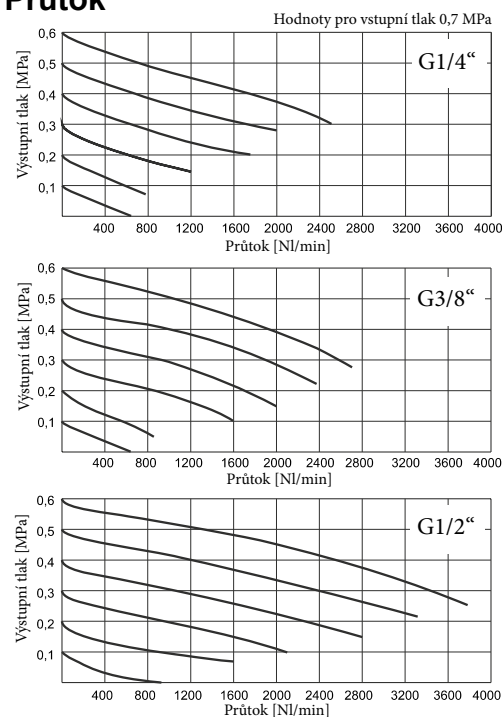 Průtok
Hodnoty pro vstupní tlak 0,7 MPa
Výstupní tlak [MPa]
0,6
0,5
0,4
0,3
0,2
0,1
G1/4“
400 800 1200 1600 2000 2400 2800 3200 3600 4000
Průtok [Nl/min]
Výstupní tlak [MPa]
0,6
0,5
0,4
0,3
0,2
0,1
G3/8“
400 800 1200 1600 2000 2400 2800 3200 3600 4000
Průtok [Nl/min]
Výstupní tlak [MPa]
0,6
0,5
0,4
0,3
0,2
0,1
G1/2“
400 800 1200 1600 2000 2400 2800 3200 3600 4000
Průtok [Nl/min]